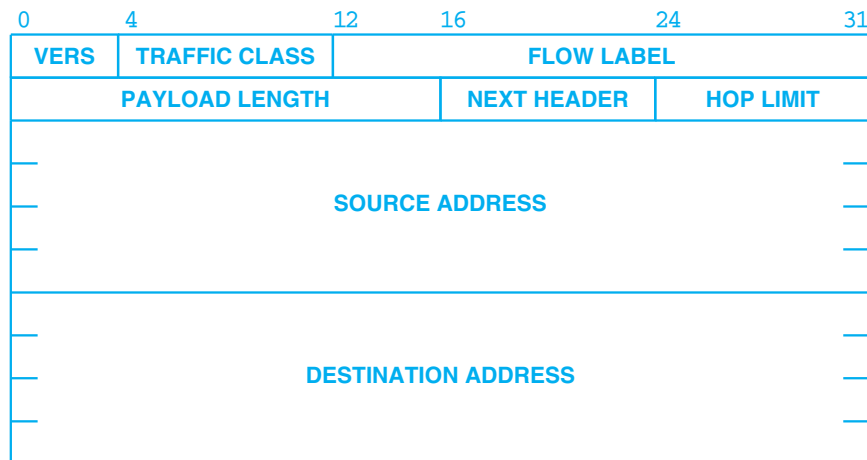 0 4 12 16 24 31
VERS TRAFFIC CLASS FLOW LABEL
PAYLOAD LENGTH NEXT HEADER HOP LIMIT
SOURCE ADDRESS
DESTINATION ADDRESS